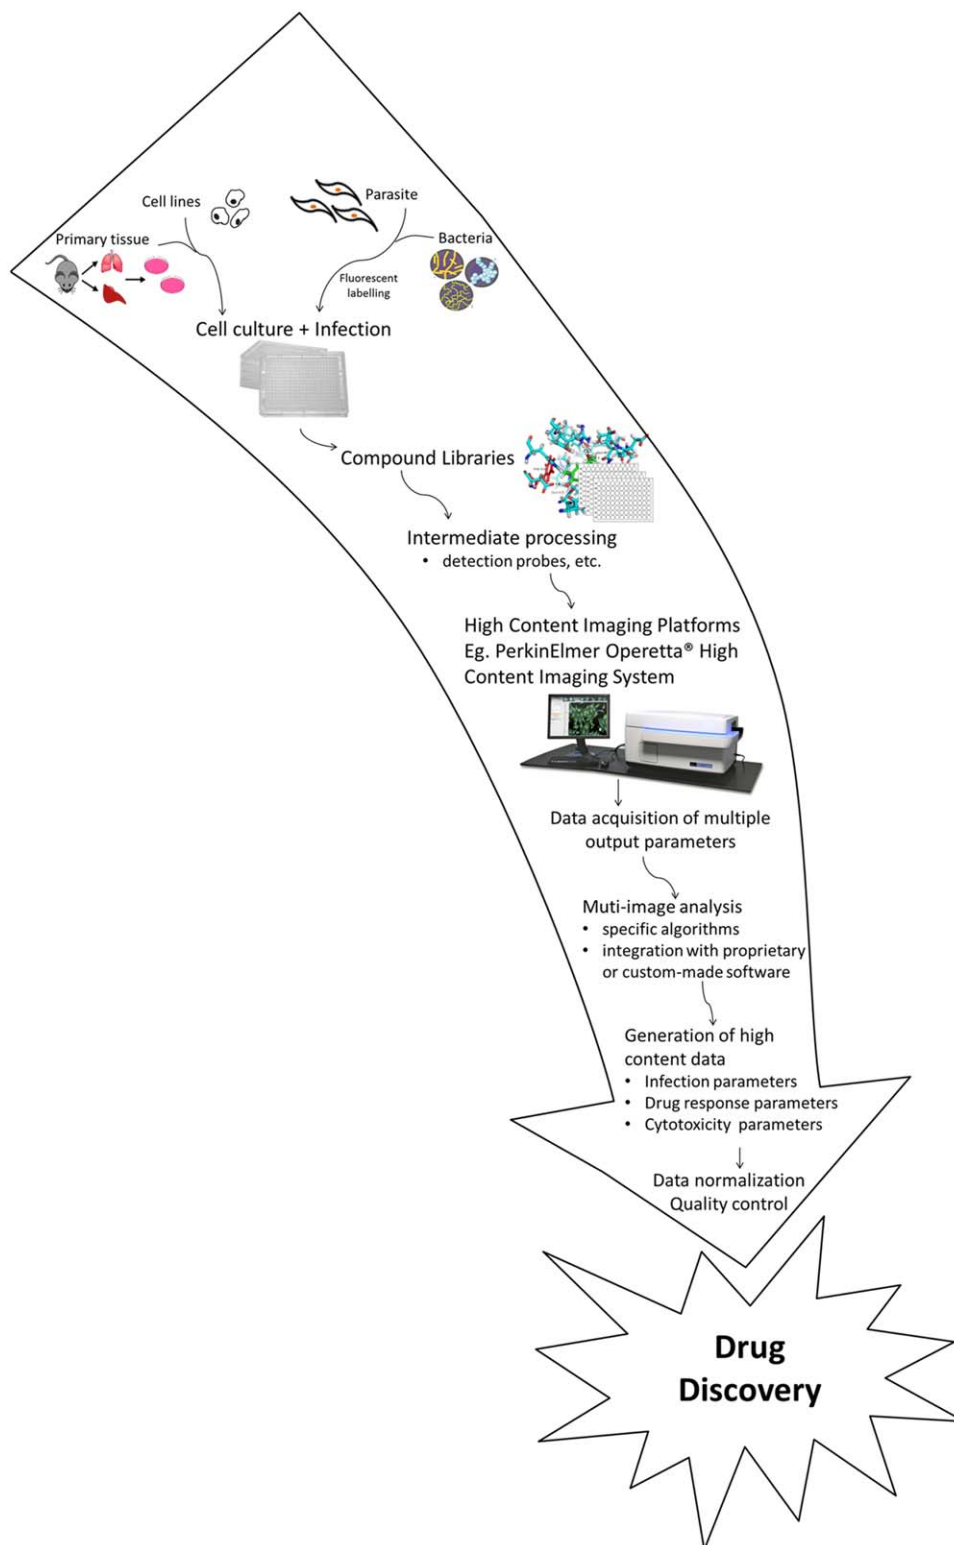 Cell lines
Parasite
Primary tissue
Bacteria
Fluorescent
labelling
Cell culture + Infection
Compound Libraries
Intermediate processing
• detection probes, etc.
High Content Imaging Platforms
Eg. PerkinElmer Operetta® High
Content Imaging System
Data acquisition of multiple
output parameters
Muti-image analysis
• specific algorithms
• integration with proprietary
or custom-made software
Generation of high
content data
• Infection parameters
• Drug response parameters
• Cytotoxicity parameters
Data normalization
Quality control
Drug
Discovery